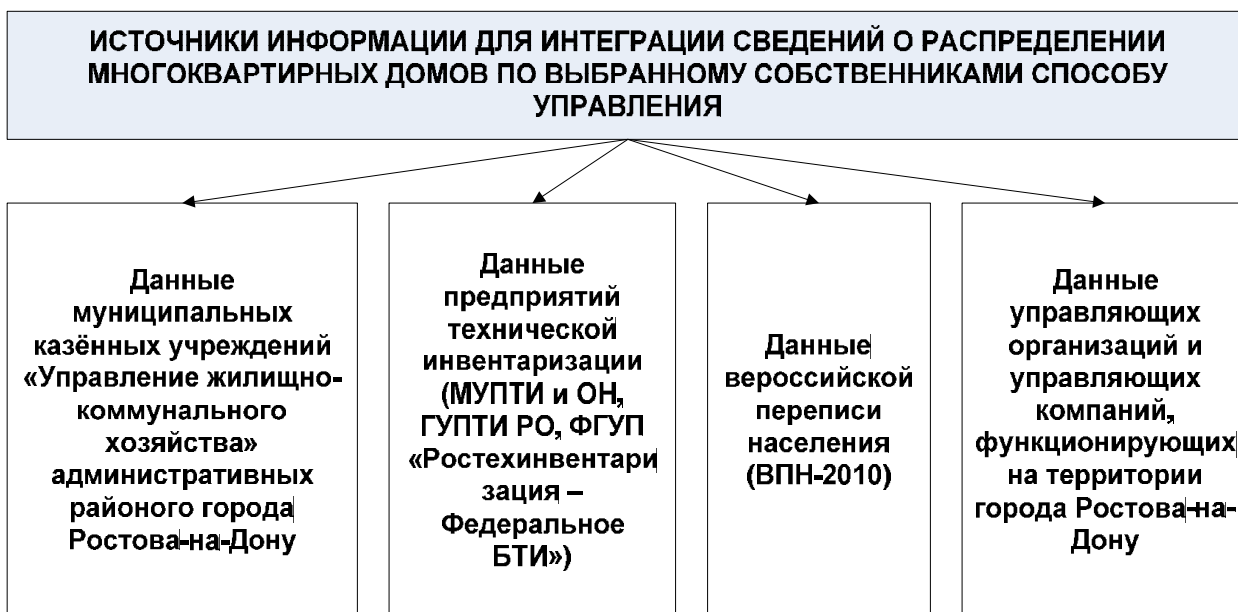 ИСТОЧНИКИ ИНФОРМАЦИИ ДЛЯ ИНТЕГРАЦИИ СВЕДЕНИЙ О РАСПРЕДЕЛЕНИИ
МНОГОКВАРТИРНЫХ ДОМОВ ПО ВЫБРАННОМУ СОБСТВЕННИКАМИ СПОСОБУ
УПРАВЛЕНИЯ
Данные
муниципальных
казённых учреждений
«Управление жилищно-
коммунального
хозяйства»
административных
районого города
Ростова-на-Дону
Данные
предприятий
технической
инвентаризации
(МУПТИ и ОН,
ГУПТИ РО, ФГУП
«Ростехинвентари
зация –
Федеральное
БТИ»)
Данные
вероссийской
переписи
населения
(ВПН-2010)
Данные
управляющих
организаций и
управляющих
компаний,
функционирующих
на территории
города Ростова-на-
Дону